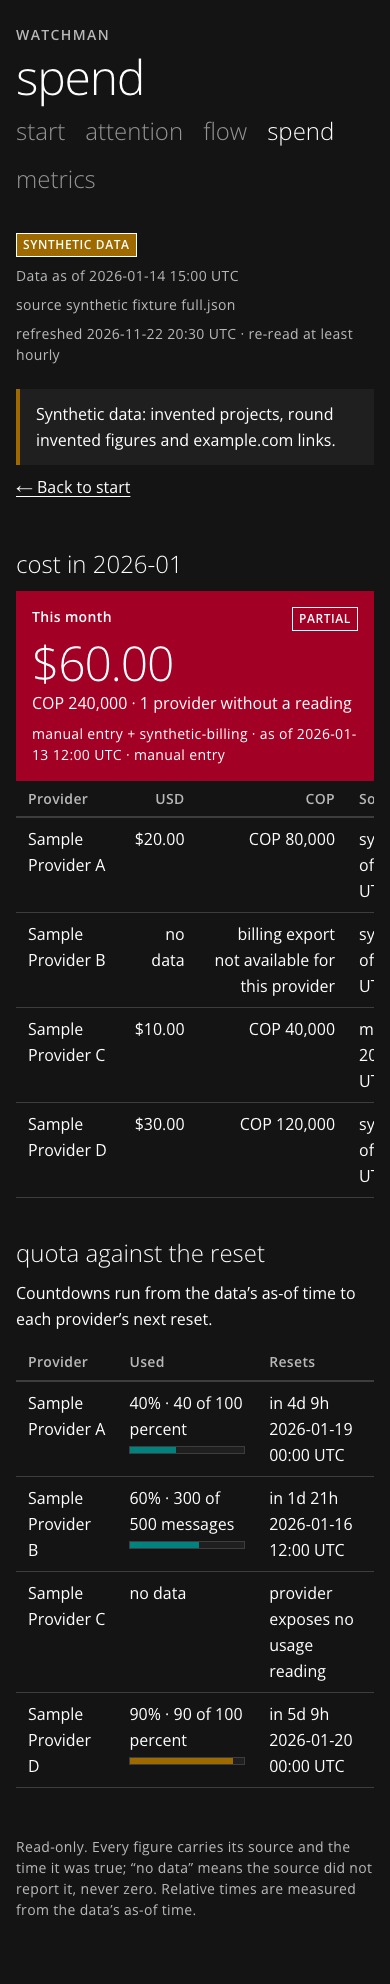 WATCHMAN
spend
start attention flow spend
metrics
SYNTHETIC DATA
Data as of 2026-01-14 15:00 UTC
source synthetic fixture full.json
refreshed 2026-11-22 20:30 UTC · re-read at least
hourly
Synthetic data: invented projects, round
invented figures and example.com links.
← Back to start
cost in 2026-01
This month PARTIAL
$60.00
COP 240,000 · 1 provider without a reading
manual entry + synthetic-billing · as of 2026-01-
13 12:00 UTC · manual entry
Provider USD COP
Sample $20.00 COP 80,000
Provider A of
Sample no billing export
Provider B data not available for of
this provider
Sample $10.00 COP 40,000
Provider C 20
Sample $30.00 COP 120,000
Provider D of
quota against the reset
Countdowns run from the data’s as-of time to
each provider’s next reset.
Provider Used Resets
Sample 40% · 40 of 100 in 4d 9h
Provider A percent 2026-01-19
00:00 UTC
Sample 60% · 300 of in 1d 21h
Provider 500 messages 2026-01-16
B 12:00 UTC
Sample no data provider
Provider C exposes no
usage
reading
Sample 90% · 90 of 100 in 5d 9h
Provider percent 2026-01-20
D 00:00 UTC
Read-only. Every figure carries its source and the
time it was true; “no data” means the source did not
report it, never zero. Relative times are measured
from the data’s as-of time.